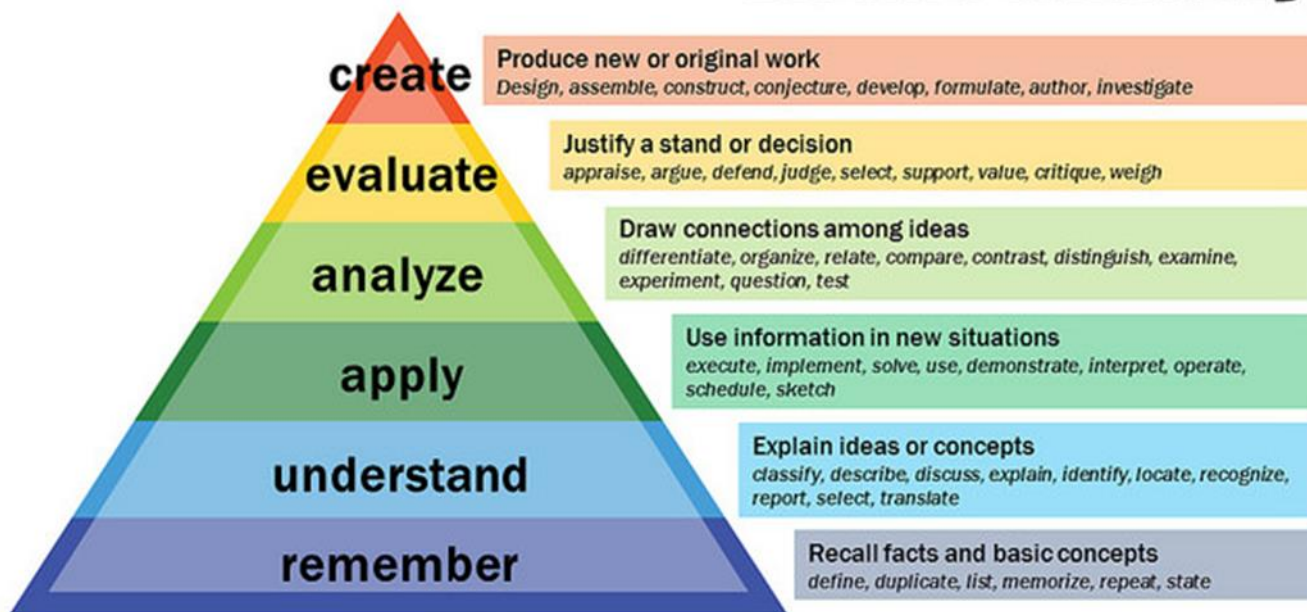 create
Produce new or original work
Design, assemble, construct, conjecture, develop, formulate, author, investigate
evaluate
Justify a stand or decision
appraise, argue, defend, judge, select, support, value, critique, weigh
analyze
Draw connections among ideas
differentiate, organize, relate, compare, contrast, distinguish, examine,
experiment, question, test
apply
Use information in new situations
execute, implement, solve, use, demonstrate, interpret, operate,
schedule, sketch
understand
Explain ideas or concepts
classify, describe, discuss, explain, identify, locate, recognize,
report, select, translate
remember
Recall facts and basic concepts
define, duplicate, list, memorize, repeat, state